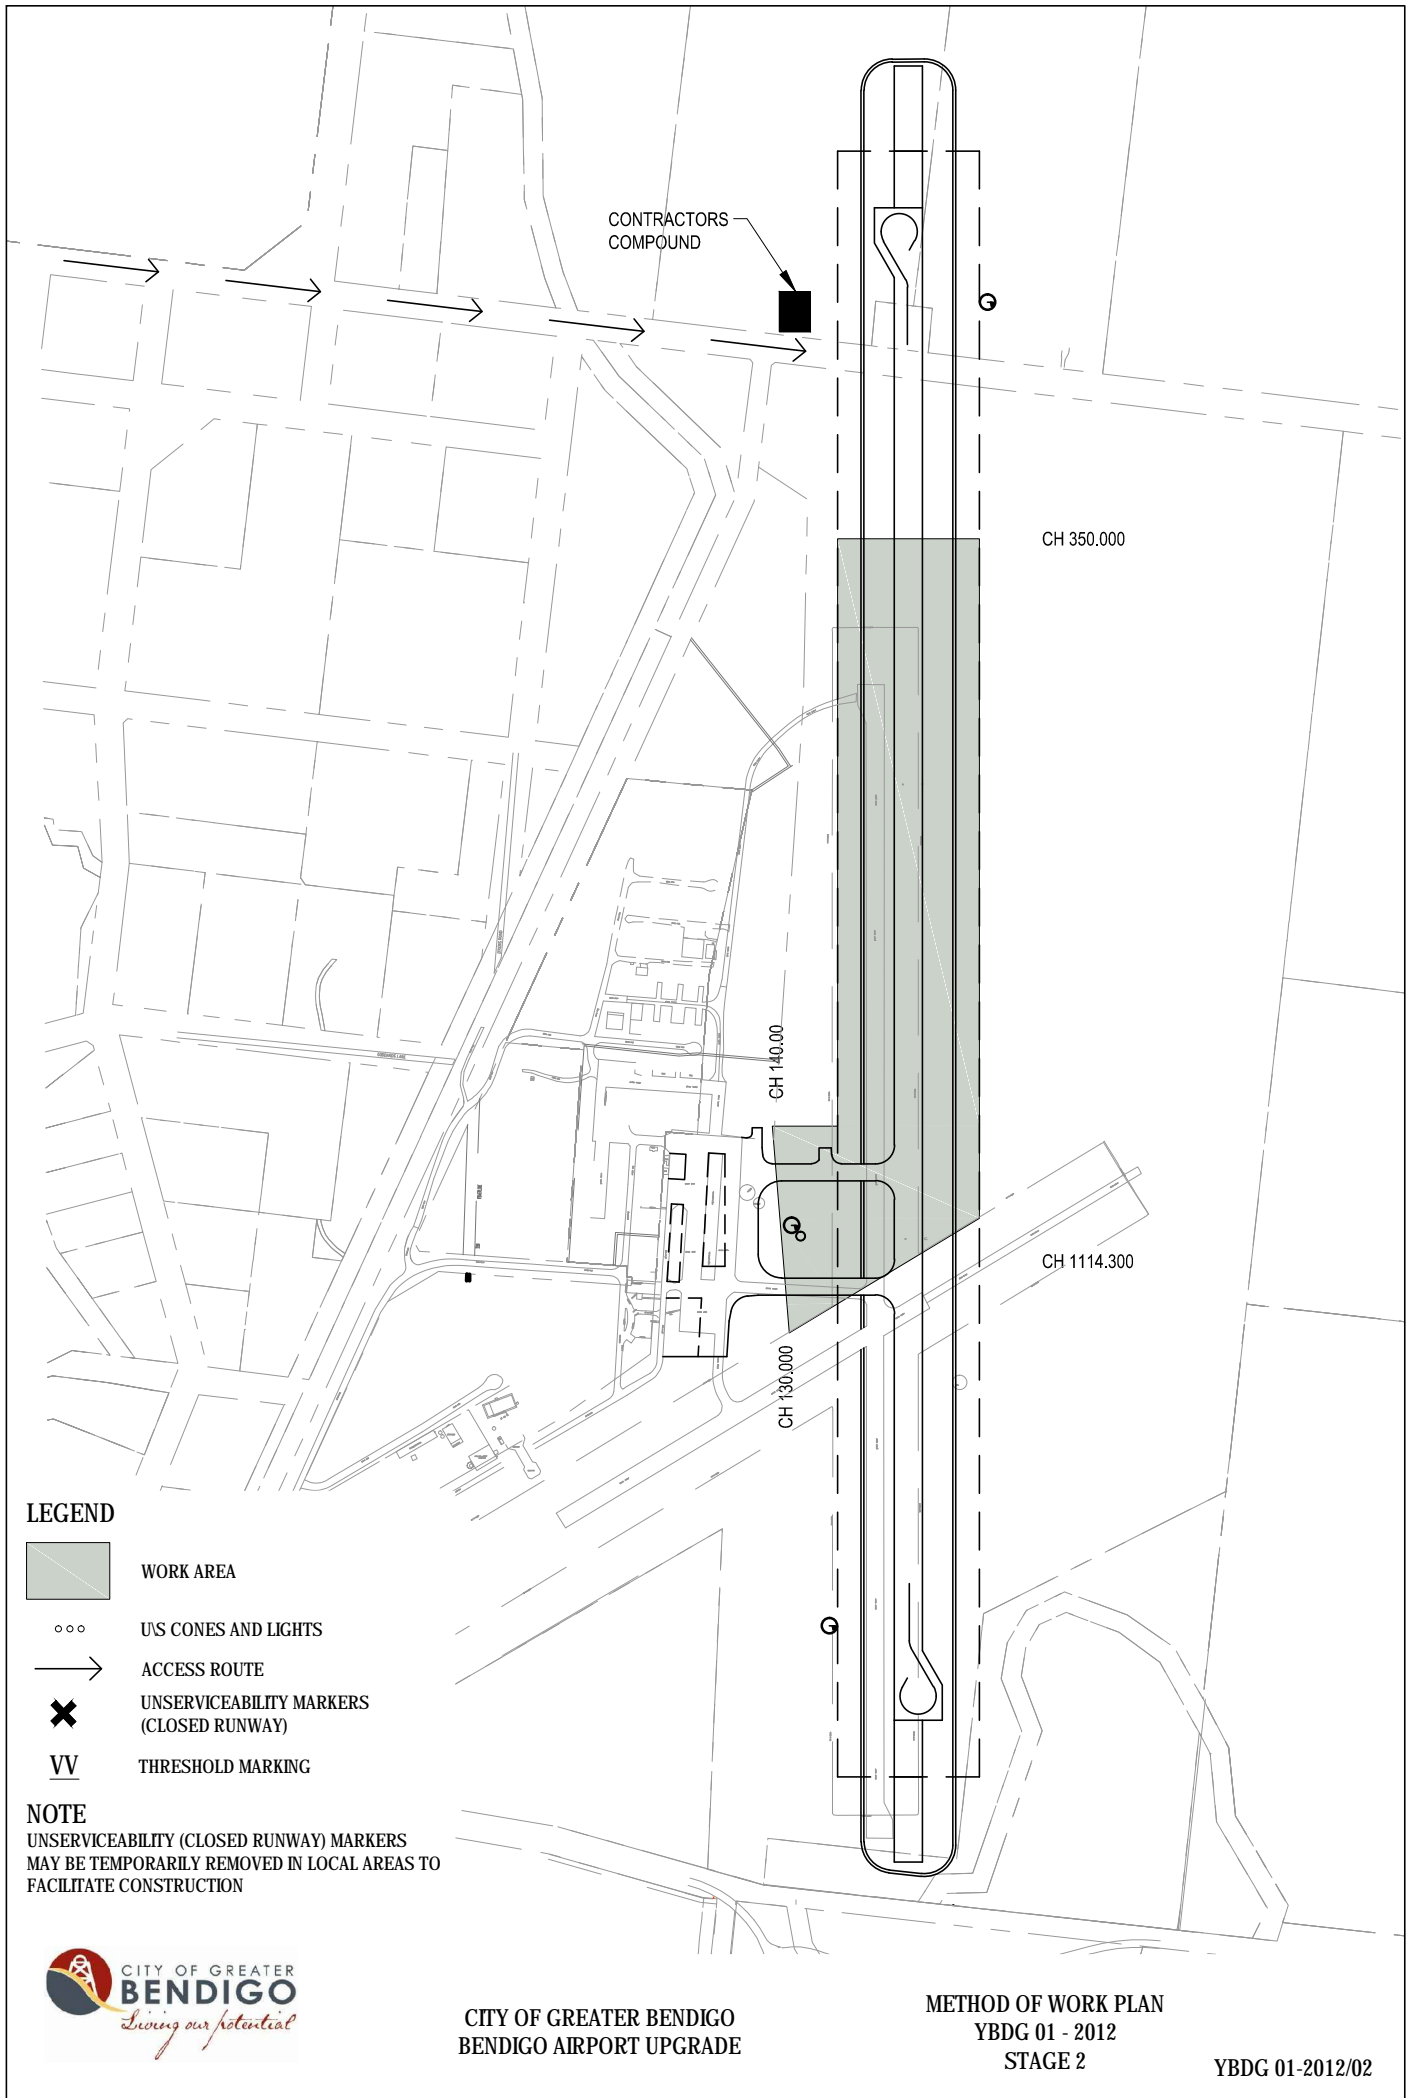 CONTRACTORS
COMPOUND
CH 350.000
CH 140.00
CH 1114.300
CH 130.000
LEGEND
WORK AREA
U\S CONES AND LIGHTS
ACCESS ROUTE
UNSERVICEABILITY MARKERS
(CLOSED RUNWAY)
VV
THRESHOLD MARKING
NOTE
UNSERVICEABILITY (CLOSED RUNWAY) MARKERS
MAY BE TEMPORARILY REMOVED IN LOCAL AREAS TO
FACILITATE CONSTRUCTION
CITY OF GREATER
BENDIGO
Living our potential
CITY OF GREATER BENDIGO
BENDIGO AIRPORT UPGRADE
METHOD OF WORK PLAN
YBDG 01 - 2012
STAGE 2
YBDG 01-2012/02